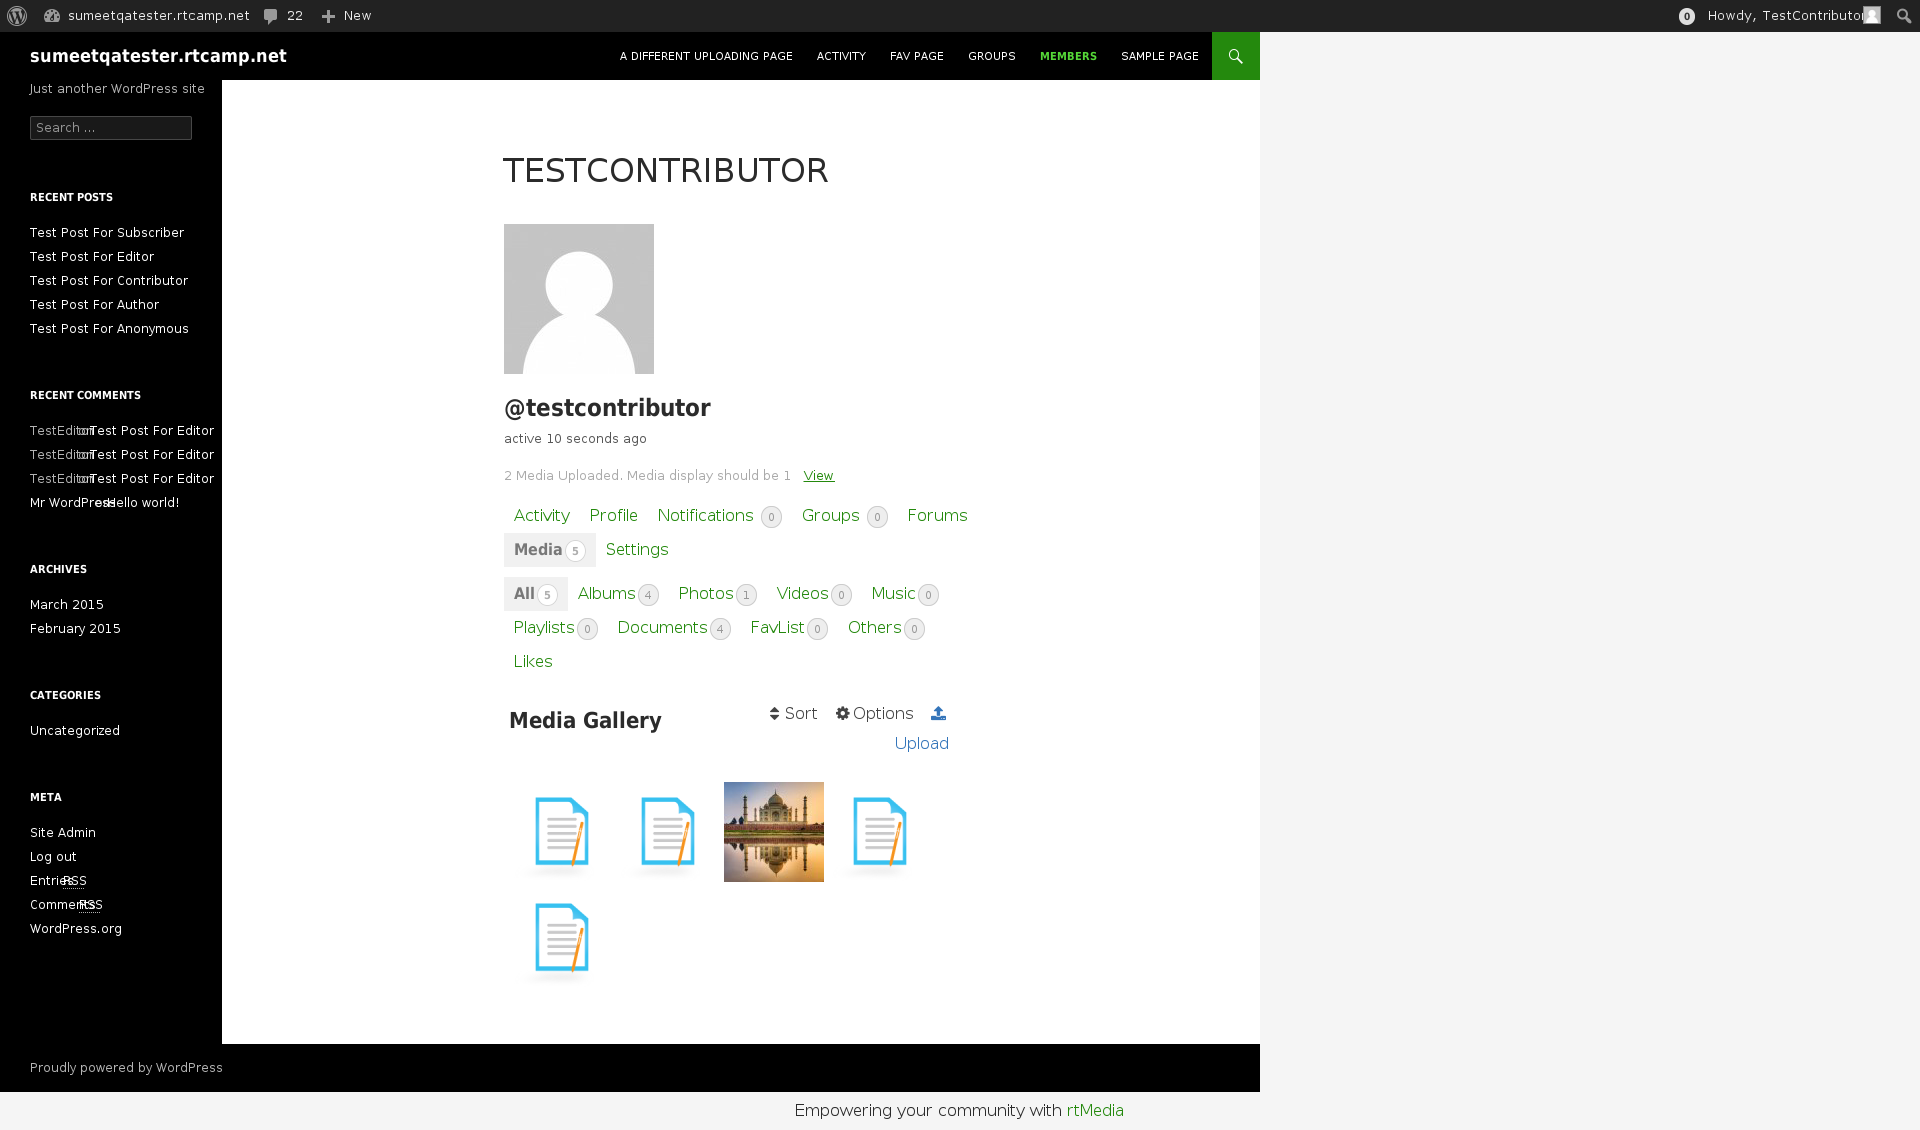 sumeetqatester.rtcamp.net 22 New 0 Howdy, TestContributor
sumeetqatester.rtcamp.net A DIFFERENT UPLOADING PAGE ACTIVITY FAV PAGE GROUPS MEMBERS SAMPLE PAGE
Just another WordPress site
Search ...
RECENT POSTS
Test Post For Subscriber
Test Post For Editor
Test Post For Contributor
Test Post For Author
Test Post For Anonymous
RECENT COMMENTS
TestEditor on Test Post For Editor
TestEditor on Test Post For Editor
TestEditor on Test Post For Editor
Mr WordPress on Hello world!
ARCHIVES
March 2015
February 2015
CATEGORIES
Uncategorized
META
Site Admin
Log out
Entries RSS
Comments RSS
WordPress.org
TESTCONTRIBUTOR
@testcontributor
active 10 seconds ago
2 Media Uploaded. Media display should be 1 View
Activity Profile Notifications 0 Groups 0 Forums
Media 5 Settings
All 5 Albums 4 Photos 1 Videos 0 Music 0
Playlists 0 Documents 4 FavList 0 Others 0
Likes
Media Gallery Sort Options
Upload
Proudly powered by WordPress
Empowering your community with rtMedia